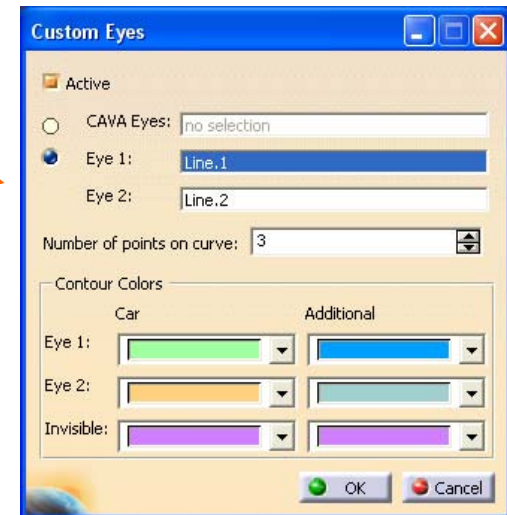 Custom Eyes
Active
CAVA Eyes: no selection
Eye 1: Line.1
Eye 2: Line.2
Number of points on curve: 3
Contour Colors
Car Additional
Eye 1:
Eye 2:
Invisible:
OK Cancel